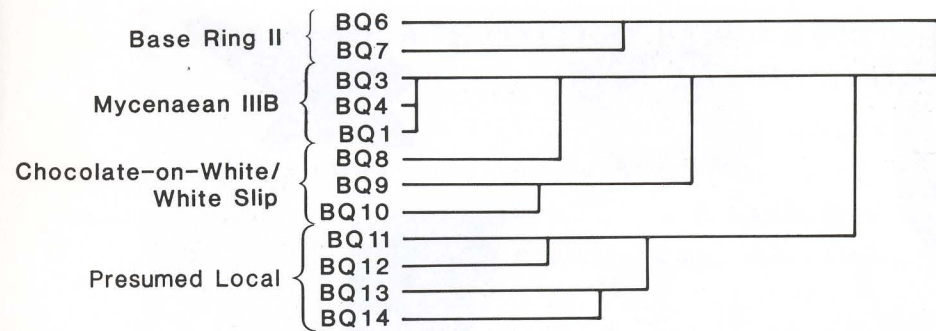 Base Ring II
BQ6
BQ7
Mycenaean IIIB
BQ3
BQ4
BQ1
Chocolate-on-White/
White Slip
BQ8
BQ9
BQ10
Presumed Local
BQ11
BQ12
BQ13
BQ14